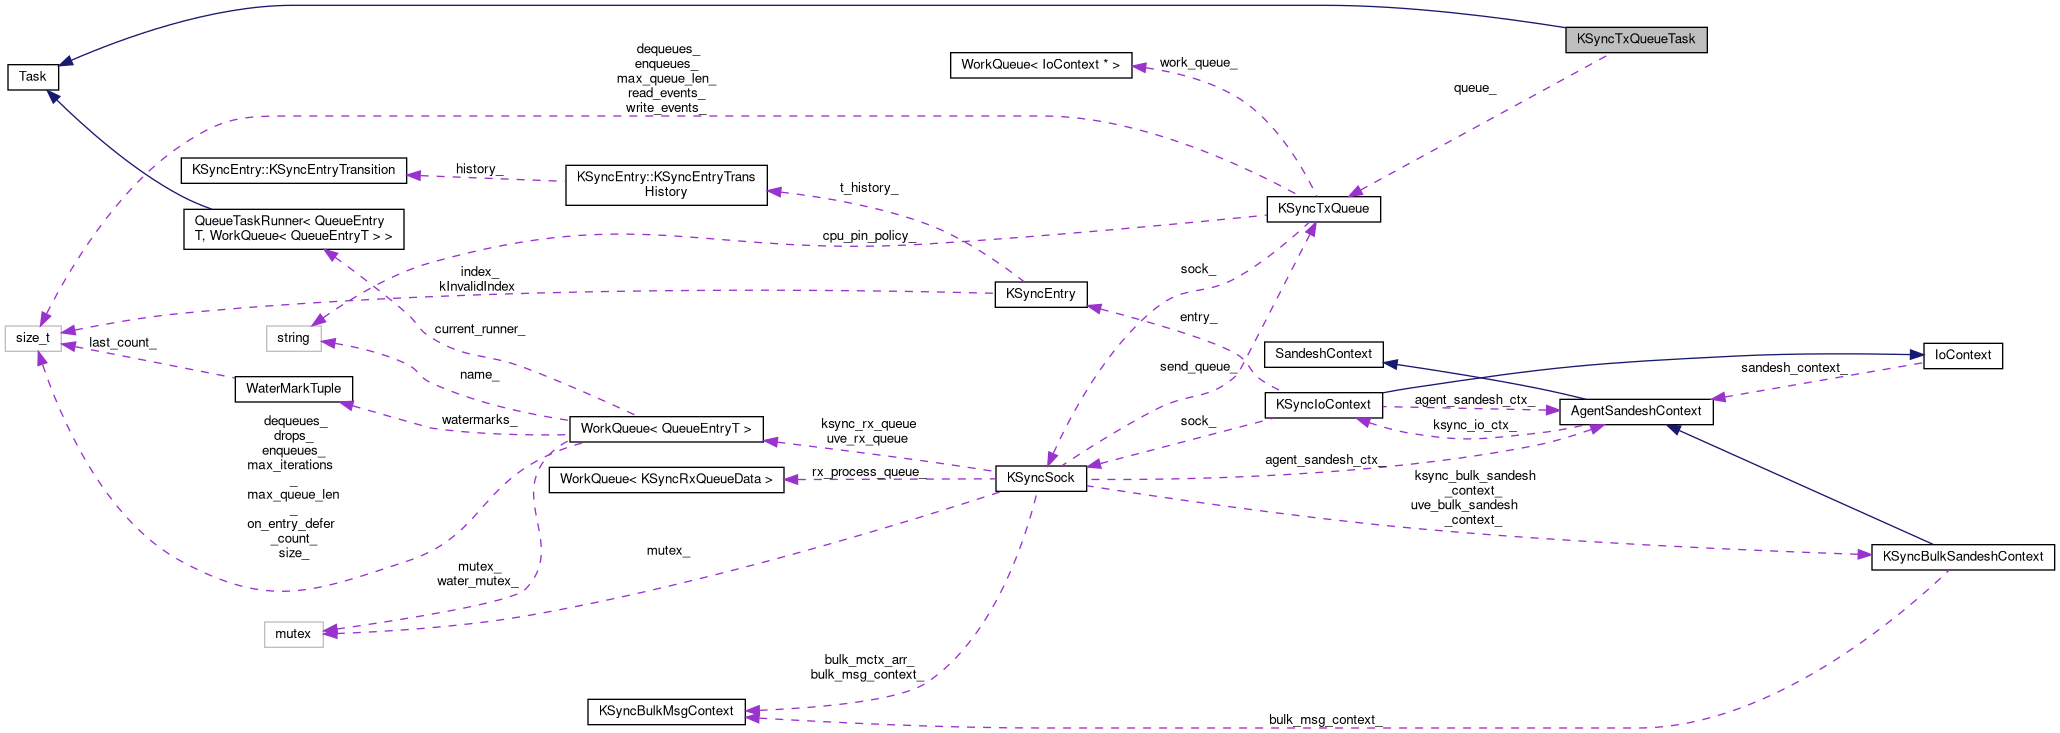 KSyncTxQueueTask
dequeues_
enqueues_
max_queue_len_
read_events_
write_events_
WorkQueue< IoContext * >
work_queue_
Task
queue_
KSyncEntry::KSyncEntryTransition
history_
KSyncEntry::KSyncEntryTrans
History
t_history_
KSyncTxQueue
QueueTaskRunner< QueueEntry
T, WorkQueue< QueueEntryT > >
cpu_pin_policy_
index_
kInvalidIndex
sock_
KSyncEntry
entry_
size_t
string
current_runner_
last_count_
SandeshContext
IoContext
name_
send_queue_
sandesh_context_
WaterMarkTuple
KSyncIoContext
agent_sandesh_ctx_
AgentSandeshContext
watermarks_
WorkQueue< QueueEntryT >
ksync_rx_queue
uve_rx_queue
sock_
ksync_io_ctx_
dequeues_
drops_
enqueues_
max_iterations
_
max_queue_len
_
on_entry_defer
_count_
size_
agent_sandesh_ctx_
WorkQueue< KSyncRxQueueData >
rx_process_queue_
KSyncSock
ksync_bulk_sandesh
_context_
uve_bulk_sandesh
_context_
mutex_
water_mutex_
mutex_
KSyncBulkSandeshContext
mutex
bulk_mctx_arr_
bulk_msg_context_
KSyncBulkMsgContext
bulk_msg_context_